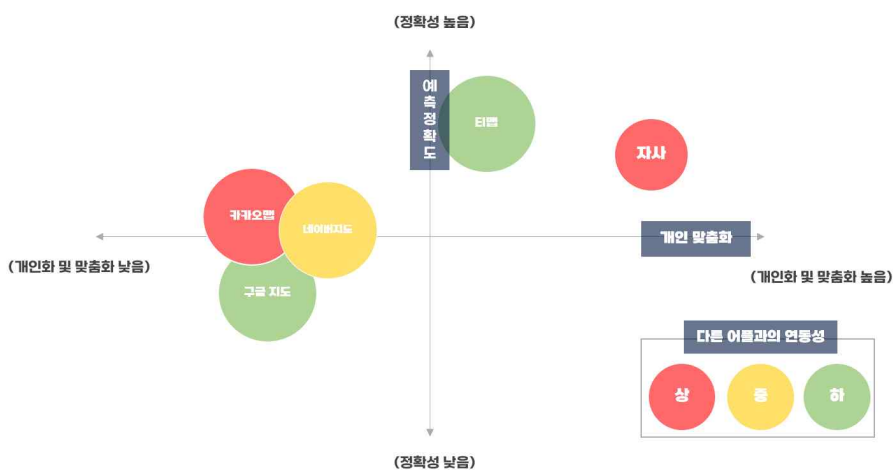 (정확성 높음)
예측정확도
티맵
자사
카카오맵
네이버지도
개인 맞춤화
(개인화 및 맞춤화 낮음)
(개인화 및 맞춤화 높음)
구글 지도
다른 어플과의 연동성
상
중
하
(정확성 낮음)